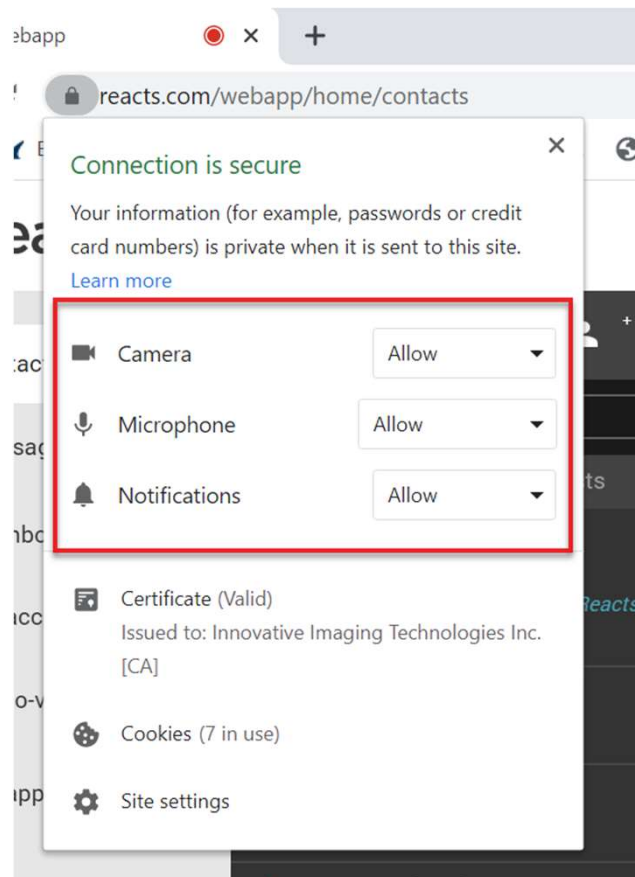 ebapp
reacts.com/webapp/home/contacts
Connection is secure
Your information (for example, passwords or credit
card numbers) is private when it is sent to this site.
Learn more
Camera Allow
Microphone Allow
Notifications Allow
Certificate (Valid)
Issued to: Innovative Imaging Technologies Inc.
[CA]
Cookies (7 in use)
Site settings
Reacts